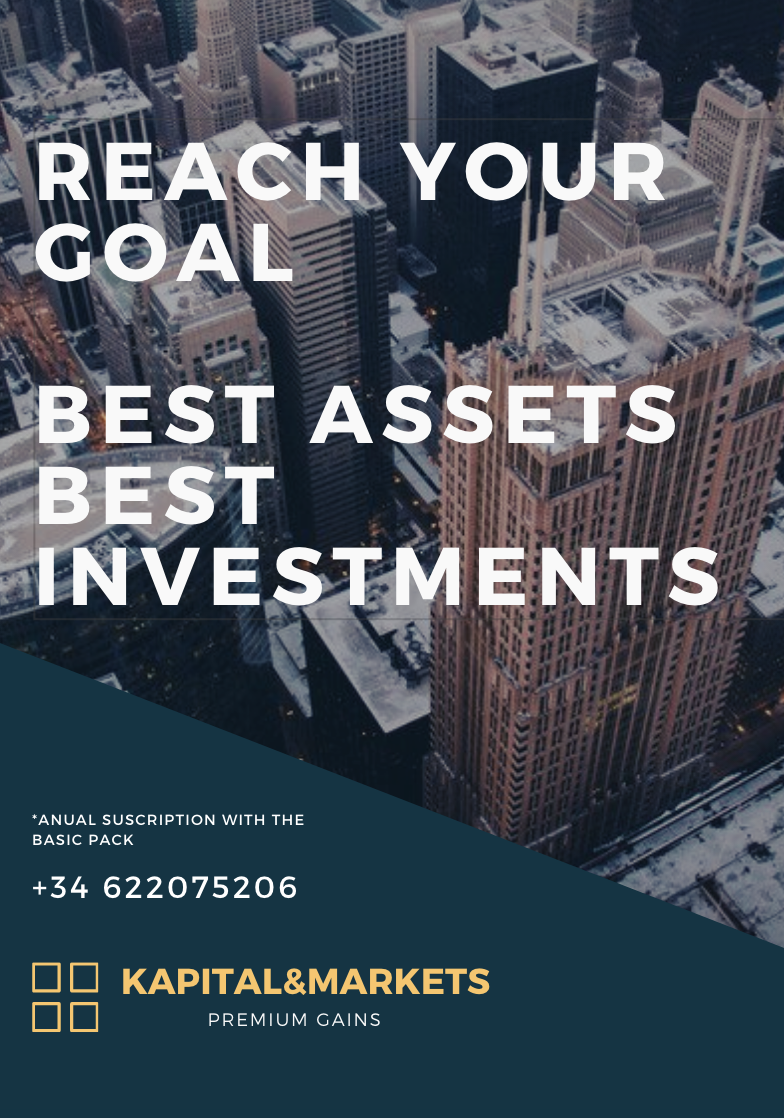 REACH YOUR
GOAL
BEST ASSETS
BEST
INVESTMENTS
*ANUAL SUSCRIPTION WITH THE
BASIC PACK
+34 622075206
KAPITAL&MARKETS
PREMIUM GAINS